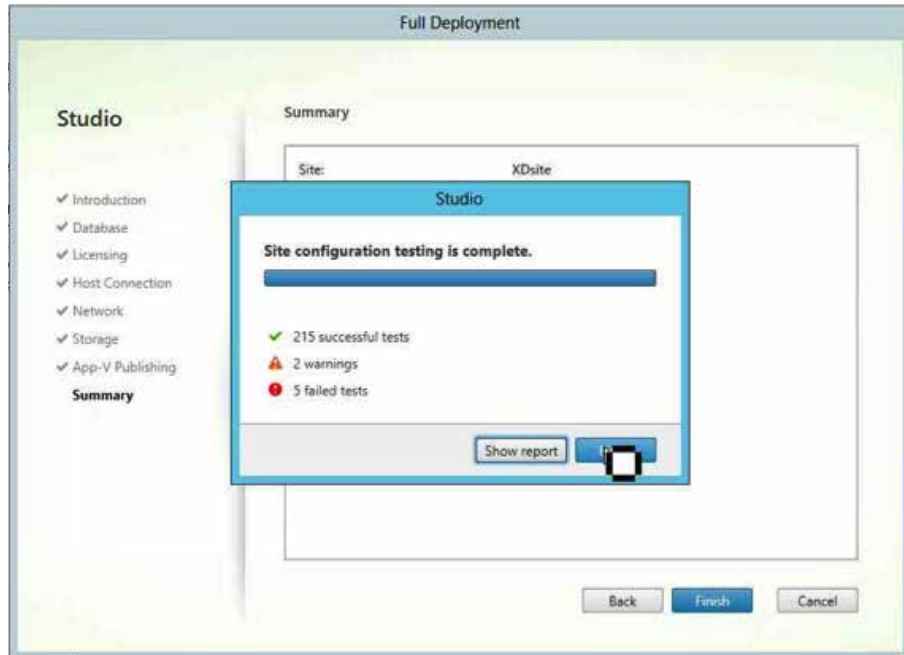 Full Deployment
Studio
Summary
Site: XDsite
Introduction
Database
Licensing
Host Connection
Network
Storage
App-V Publishing
Summary
Studio
Site configuration testing is complete.
215 successful tests
2 warnings
5 failed tests
Show report
Back Finish Cancel